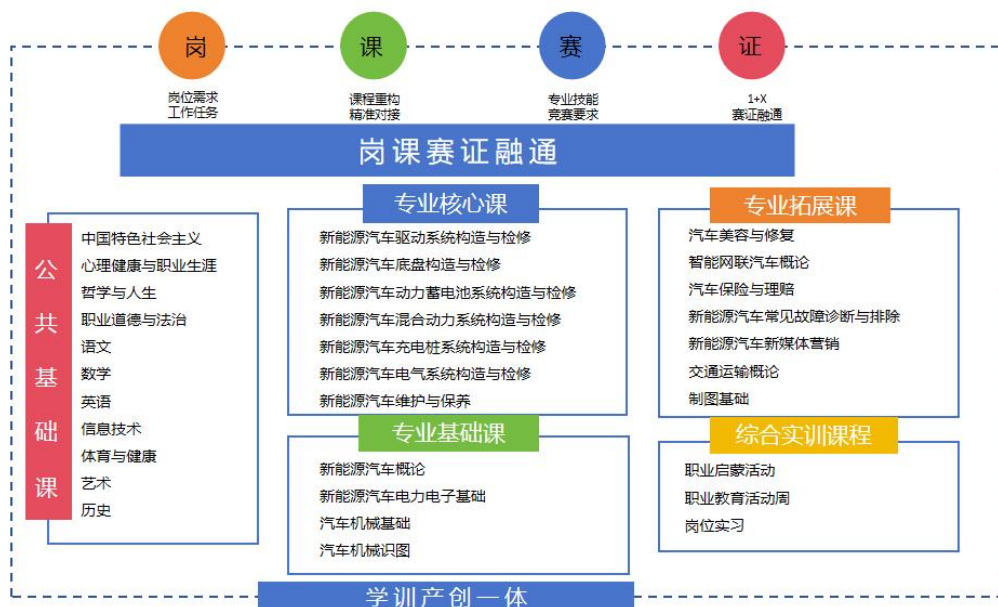 岗
课
赛
证
岗位需求
工作任务
课程重构
精准对接
专业技能
竞赛要求
1+X
赛证融通
岗课赛证融通
公共基础课
中国特色社会主义
心理健康与职业生涯
哲学与人生
职业道德与法治
语文
数学
英语
信息技术
体育与健康
艺术
历史
专业核心课
新能源汽车驱动系统构造与检修
新能源汽车底盘构造与检修
新能源汽车动力蓄电池系统构造与检修
新能源汽车混合动力系统构造与检修
新能源汽车充电桩系统构造与检修
新能源汽车电气系统构造与检修
新能源汽车维护与保养
专业基础课
新能源汽车概论
新能源汽车电力电子基础
汽车机械基础
汽车机械识图
专业拓展课
汽车美容与修复
智能网联汽车概论
汽车保险与理赔
新能源汽车常见故障诊断与排除
新能源汽车新媒体营销
交通运输概论
制图基础
综合实训课程
职业启蒙活动
职业教育活动周
岗位实习
学训产创一体